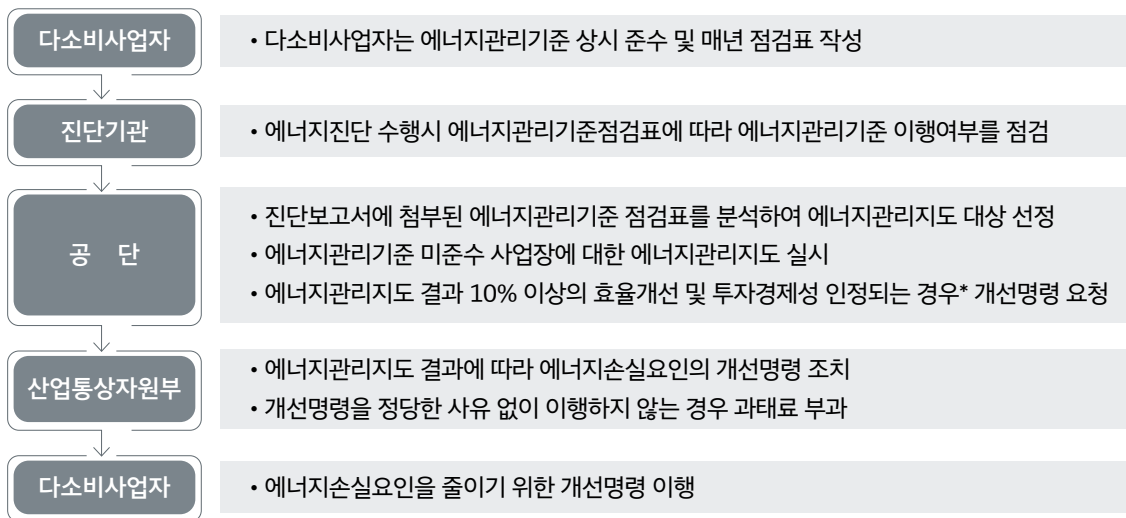 다소비사업자
• 다소비사업자는 에너지관리기준 상시 준수 및 매년 점검표 작성
진단기관
• 에너지진단 수행시 에너지관리기준점검표에 따라 에너지관리기준 이행여부를 점검
공 단
• 진단보고서에 첨부된 에너지관리기준 점검표를 분석하여 에너지관리지도 대상 선정
• 에너지관리기준 미준수 사업장에 대한 에너지관리지도 실시
• 에너지관리지도 결과 10% 이상의 효율개선 및 투자경제성 인정되는 경우* 개선명령 요청
산업통상자원부
• 에너지관리지도 결과에 따라 에너지손실요인의 개선명령 조치
• 개선명령을 정당한 사유 없이 이행하지 않는 경우 과태료 부과
다소비사업자
• 에너지손실요인을 줄이기 위한 개선명령 이행